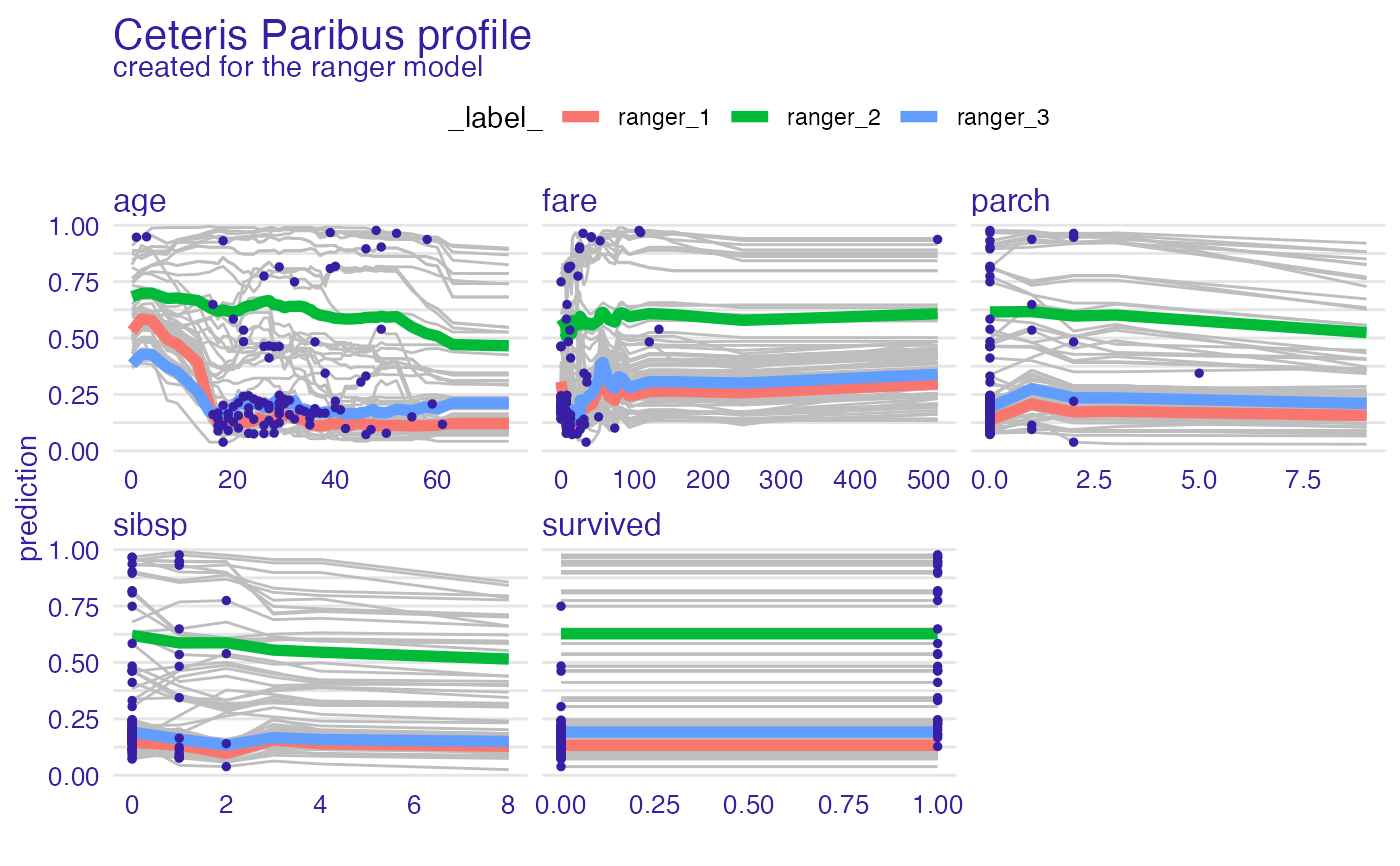 Ceteris Paribus profile
created for the ranger model
_label_ ranger_1 ranger_2 ranger_3
age fare parch
1.00
0.75
0.50
0.25
0.00
0 20 40 60 0 100 200 300 400 500 0.0 2.5 5.0 7.5
prediction
sibsp survived
1.00
0.75
0.50
0.25
0.00
0 2 4 6 8 0.00 0.25 0.50 0.75 1.00